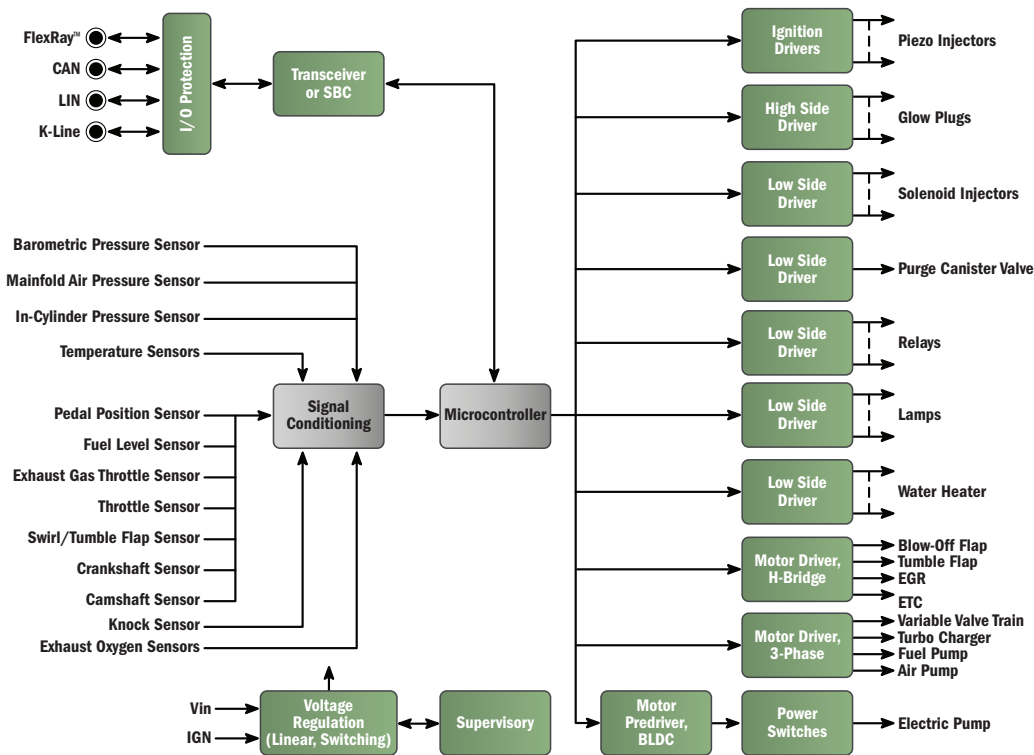 FlexRay™
CAN
LIN
K-Line
I/O Protection
Transceiver
or SBC
Barometric Pressure Sensor
Mainfold Air Pressure Sensor
In-Cylinder Pressure Sensor
Temperature Sensors
Pedal Position Sensor
Fuel Level Sensor
Exhaust Gas Throttle Sensor
Throttle Sensor
Swirl/Tumble Flap Sensor
Crankshaft Sensor
Camshaft Sensor
Knock Sensor
Exhaust Oxygen Sensors
Signal
Conditioning
Microcontroller
Vin
IGN
Voltage
Regulation
(Linear, Switching)
Supervisory
Ignition
Drivers
Piezo Injectors
High Side
Driver
Glow Plugs
Low Side
Driver
Solenoid Injectors
Low Side
Driver
Purge Canister Valve
Low Side
Driver
Relays
Low Side
Driver
Lamps
Low Side
Driver
Water Heater
Motor Driver,
H-Bridge
Blow-Off Flap
Tumble Flap
EGR
ETC
Motor Driver,
3-Phase
Variable Valve Train
Turbo Charger
Fuel Pump
Air Pump
Motor
Predriver,
BLDC
Power
Switches
Electric Pump